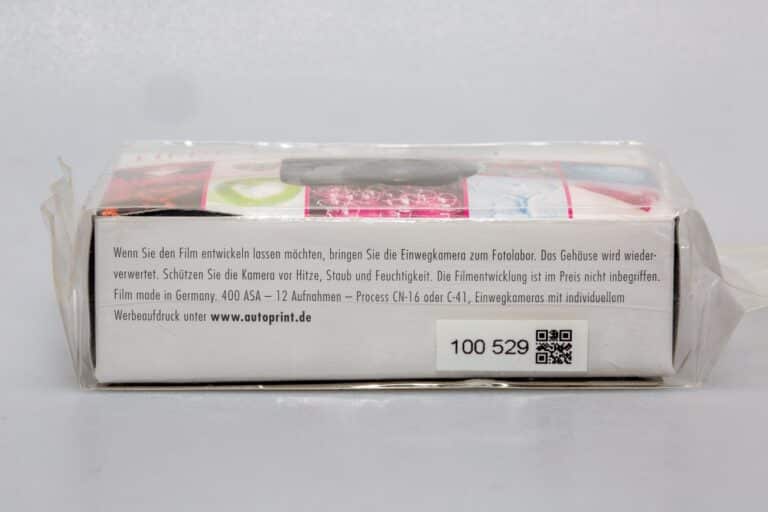 Wenn Sie den Film entwickeln lassen möchten, bringen Sie die Einwegkamera zum Fotolabor. Das Gehäuse wird wieder-
verwertet. Schützen Sie die Kamera vor Hitze, Staub und Feuchtigkeit. Die Filmentwicklung ist im Preis nicht inbegriffen.
Film made in Germany. 400 ASA – 12 Aufnahmen – Process CN-16 oder C-41, Einwegkameras mit individuellem
Werbeaufdruck unter www.autoprint.de
100 529